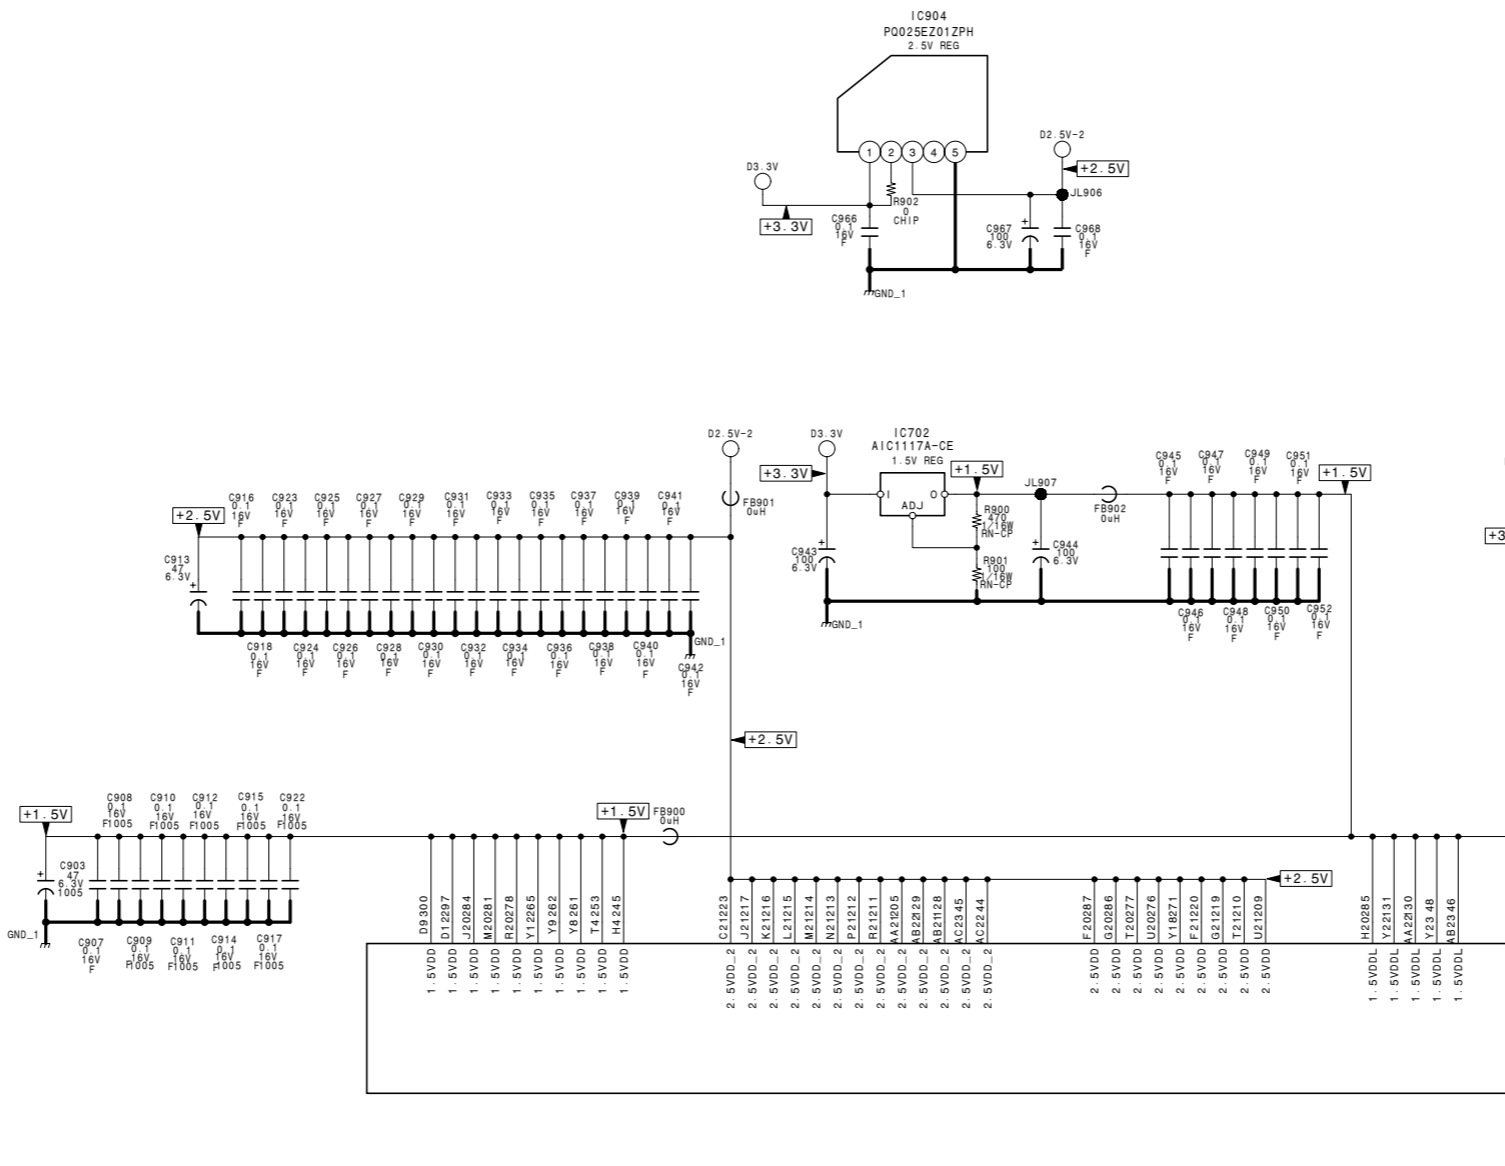 IC904
PQ025EZ01ZPH
2.5V REG
1 2 3 4 5
D2.5V-2
+2.5V
JL906
D3.3V
+3.3V
R902
0
CHIP
C966
0.1
16V
F
C967
100
6.3V
+
C968
0.1
16V
F
GND_1
D2.5V-2
FB901
0uH
D3.3V
+3.3V
IC702
AIC1117A-CE
1.5V REG
I O
ADJ
+1.5V
JL907
FB902
0uH
R900
470
1/16W
RN-CP
R901
100
1/16W
RN-CP
C943
100
6.3V
+
C944
100
6.3V
+
GND_1
C945
0.1
16V
F
C947
0.1
16V
F
C949
0.1
16V
F
C951
0.1
16V
F
+1.5V
C946
0.1
16V
F
C948
0.1
16V
F
C950
0.1
16V
F
C952
0.1
16V
F
+3
+2.5V
C913
47
6.3V
+
C916
0.1
16V
F
C923
0.1
16V
F
C925
0.1
16V
F
C927
0.1
16V
F
C929
0.1
16V
F
C931
0.1
16V
F
C933
0.1
16V
F
C935
0.1
16V
F
C937
0.1
16V
F
C939
0.1
16V
F
C941
0.1
16V
F
C918
0.1
16V
F
C924
0.1
16V
F
C926
0.1
16V
F
C928
0.1
16V
F
C930
0.1
16V
F
C932
0.1
16V
F
C934
0.1
16V
F
C936
0.1
16V
F
C938
0.1
16V
F
C940
0.1
16V
F
GND_1
C942
0.1
16V
F
+2.5V
+1.5V
C903
47
6.3V
1005
+
C908
0.1
16V
F1005
C910
0.1
16V
F1005
C912
0.1
16V
F1005
C915
0.1
16V
F1005
C922
0.1
16V
F1005
GND_1
C907
0.1
16V
F
C909
0.1
16V
F1005
C911
0.1
16V
F1005
C914
0.1
16V
F1005
C917
0.1
16V
F1005
+1.5V
FB900
0uH
+2.5V
D9300
D12297
J20284
M20281
R20278
Y12265
Y9262
Y8261
T4253
H4245
C21223
J21217
K21216
L21215
M21214
N21213
P21212
R21211
AA21205
AB22129
AB21128
AC2345
AC2244
F20287
G20286
T20277
U20276
Y18271
F21220
G21219
T21210
U21209
H20285
Y22131
AA22130
Y2348
AB2346
1.5VDD
1.5VDD
1.5VDD
1.5VDD
1.5VDD
1.5VDD
1.5VDD
1.5VDD
1.5VDD
1.5VDD
2.5VDD_2
2.5VDD_2
2.5VDD_2
2.5VDD_2
2.5VDD_2
2.5VDD_2
2.5VDD_2
2.5VDD_2
2.5VDD_2
2.5VDD_2
2.5VDD_2
2.5VDD_2
2.5VDD_2
2.5VDD
2.5VDD
2.5VDD
2.5VDD
2.5VDD
2.5VDD
2.5VDD
2.5VDD
2.5VDD
1.5VDDL
1.5VDDL
1.5VDDL
1.5VDDL
1.5VDDL